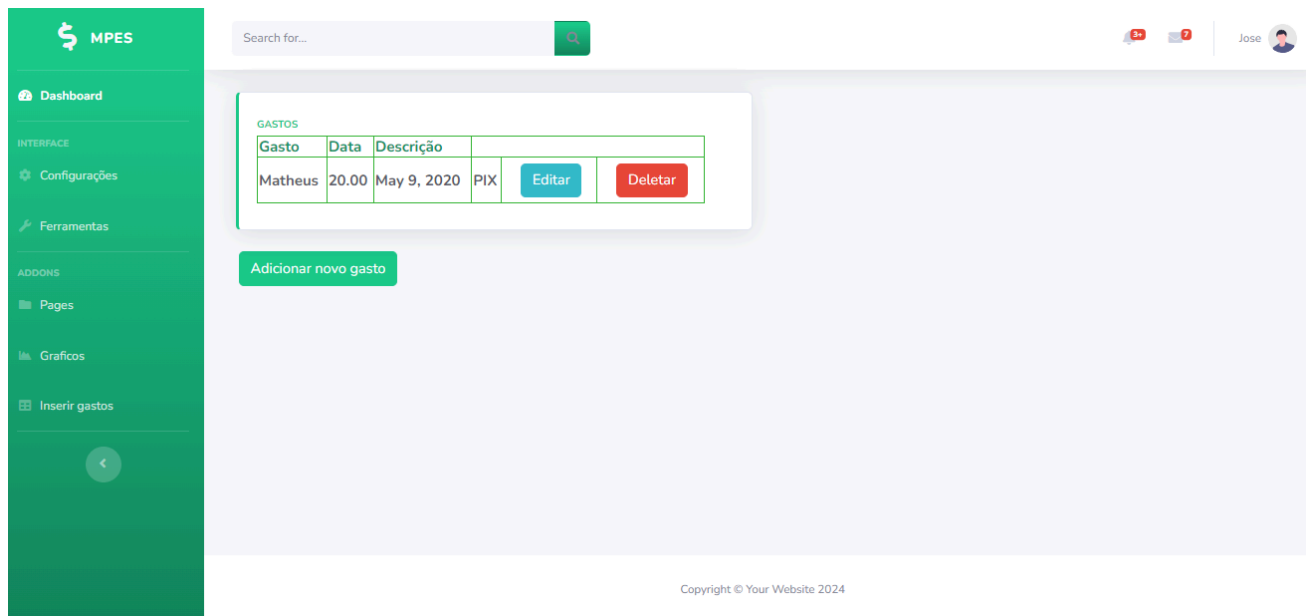 MPES
Search for...
3+
7
Jose
Dashboard
INTERFACE
Configurações
Ferramentas
ADDONS
Pages
Graficos
Inserir gastos
GASTOS
Gasto Data Descrição
Matheus 20.00 May 9, 2020 PIX Editar Deletar
Adicionar novo gasto
Copyright © Your Website 2024